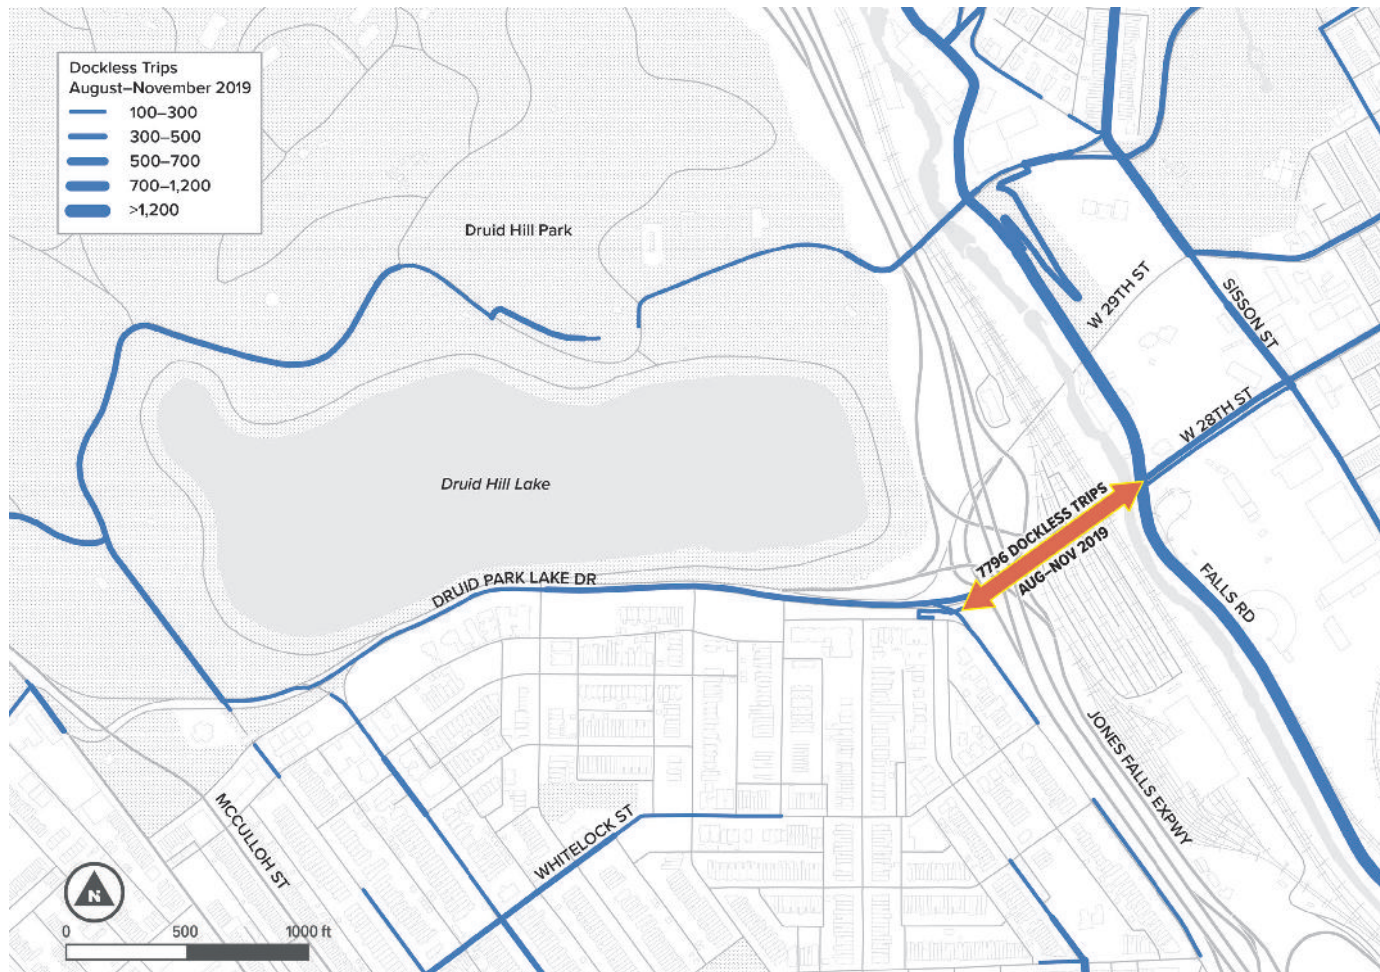 Dockless Trips
August–November 2019
100–300
300–500
500–700
700–1,200
>1,200
Druid Hill Park
W 29TH ST
SISSON ST
W 28TH ST
Druid Hill Lake
7796 DOCKLESS TRIPS
AUG–NOV 2019
DRUID PARK LAKE DR
FALLS RD
JONES FALLS EXPWY
MCCULLOH ST
WHITELOCK ST
N
0 500 1000 ft